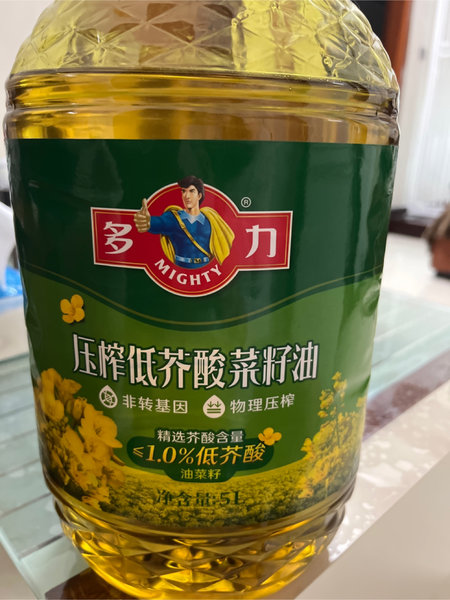 ®
多 力
MIGHTY
压榨低芥酸菜籽油
非转基因 物理压榨
精选芥酸含量
≤1.0%低芥酸
油菜籽
净含量:5L